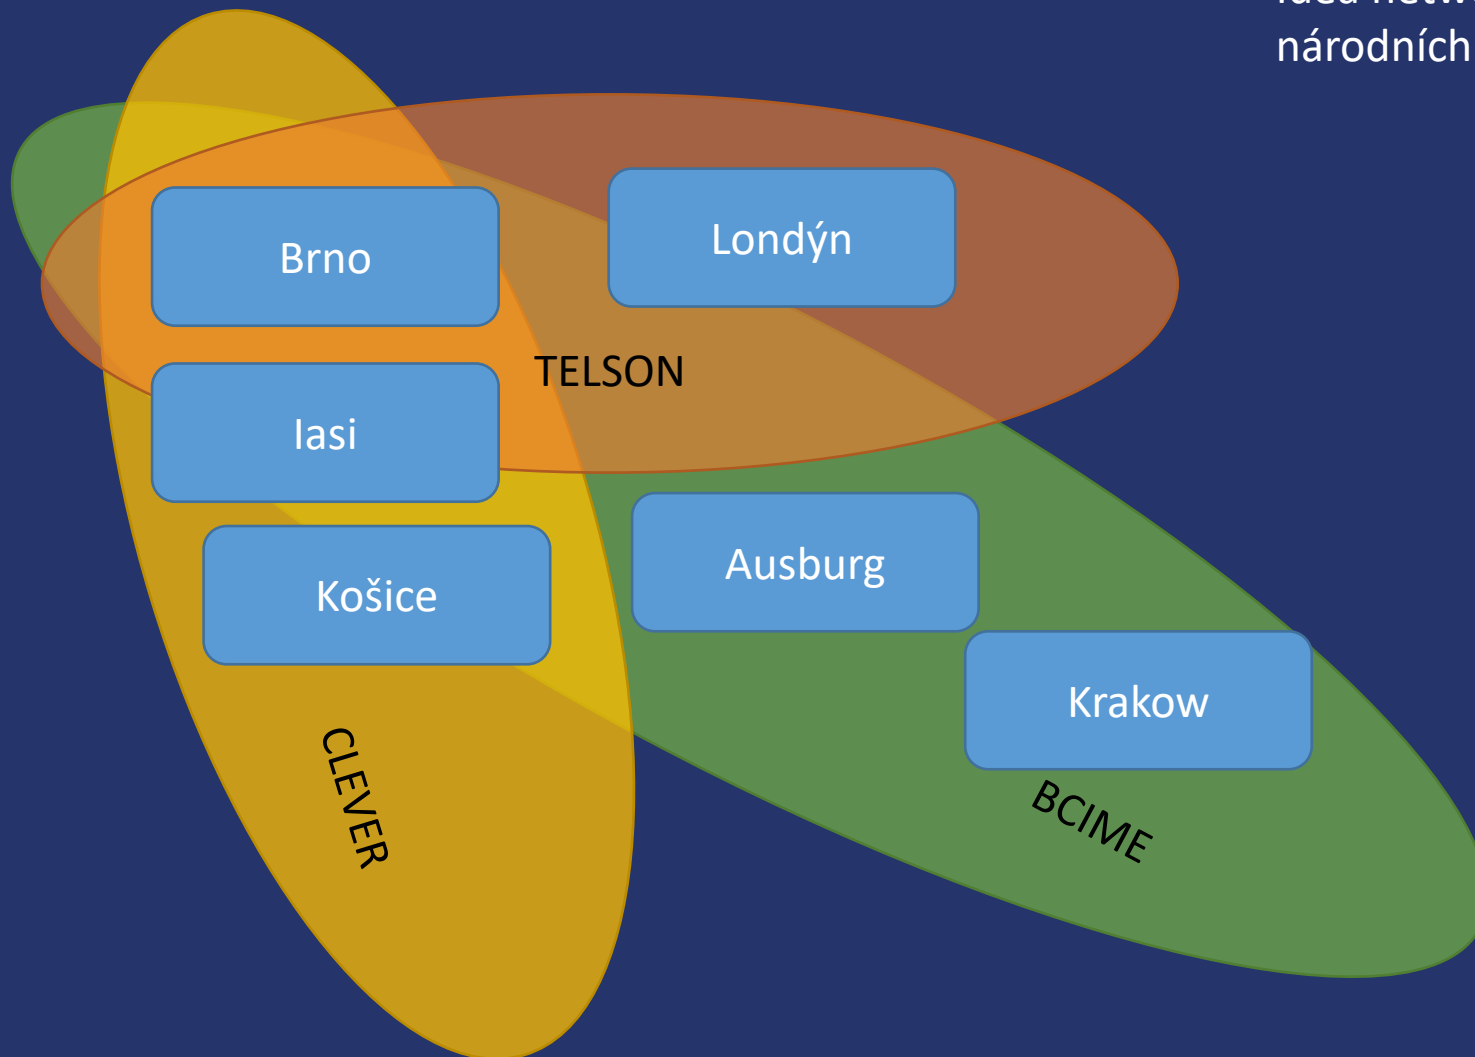 národních
Brno
Londýn
TELSON
Iasi
Ausburg
Košice
Krakow
CLEVER
BCIME